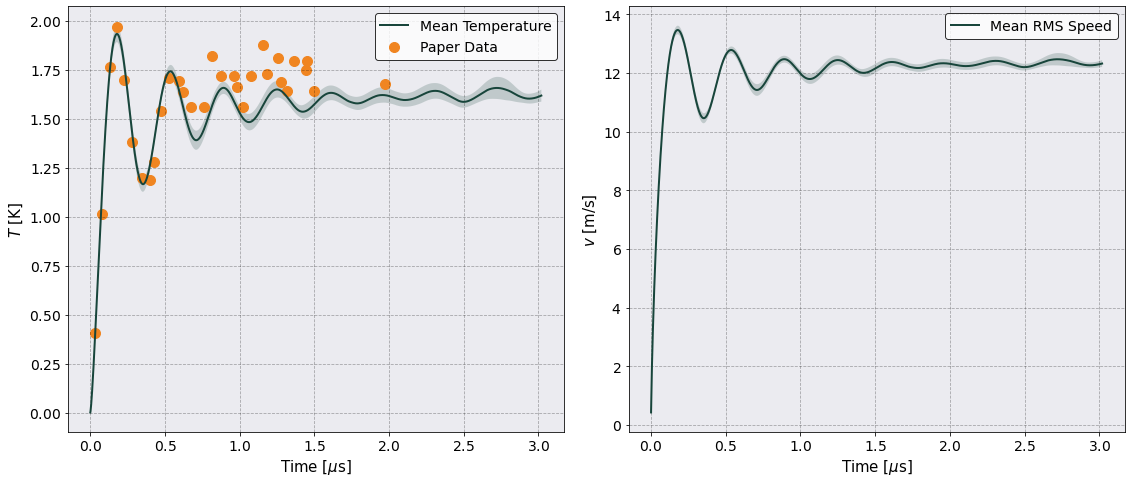 2.00
1.75
1.50
1.25
1.00
0.75
0.50
0.25
0.00
T [K]
Mean Temperature
Paper Data
0.0 0.5 1.0 1.5 2.0 2.5 3.0
Time [μs]
14
12
10
8
6
4
2
0
v [m/s]
Mean RMS Speed
0.0 0.5 1.0 1.5 2.0 2.5 3.0
Time [μs]